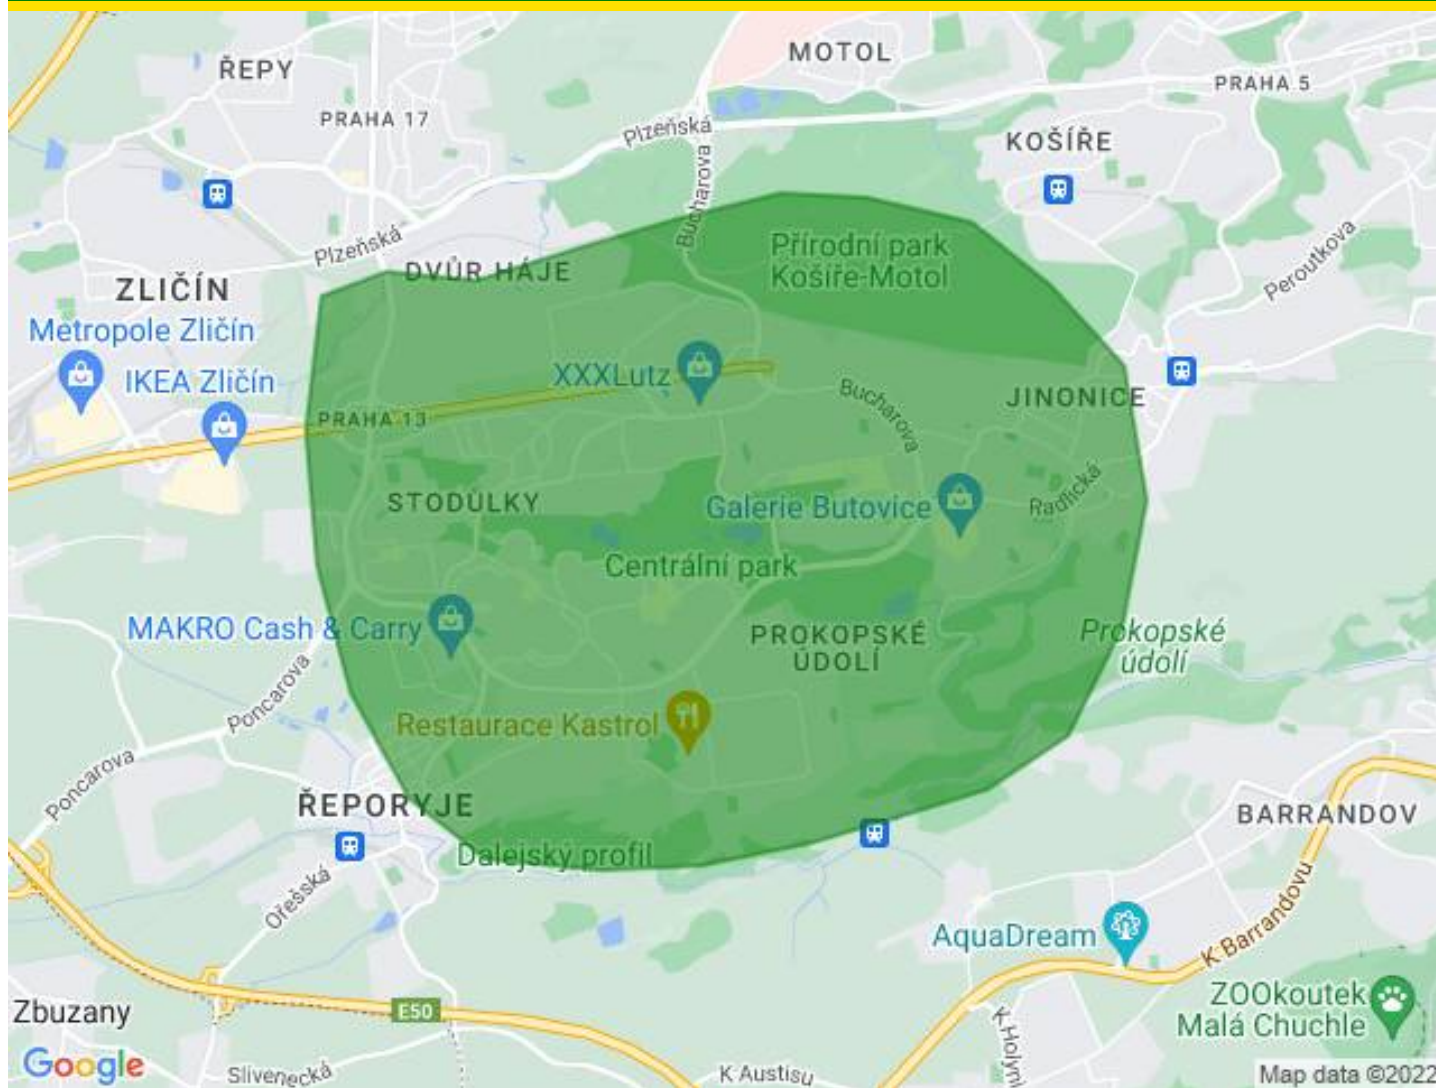 MOTOL
ŘEPY
PRAHA 5
PRAHA 17
Plzeňská
KOŠÍŘE
Bucharova
Plzeňská
Přírodní park
Košíře-Motol
Peroutkova
DVŮR HÁJE
ZLIČÍN
Metropole Zličín
IKEA Zličín
XXXLutz
Bucharova
JINONICE
PRAHA 13
STODŮLKY
Galerie Butovice
Radlická
Centrální park
MAKRO Cash & Carry
PROKOPSKÉ
ÚDOLÍ
Prokopské
údolí
Poncarova
Restaurace Kastrol
Poncarova
ŘEPORYJE
BARRANDOV
Dalejský profil
Ořešská
K Barrandovu
AquaDream
ZOOkoutek
Malá Chuchle
Zbuzany
E50
K Holyni
Google
Slivenecká
K Austisu
Map data ©2022